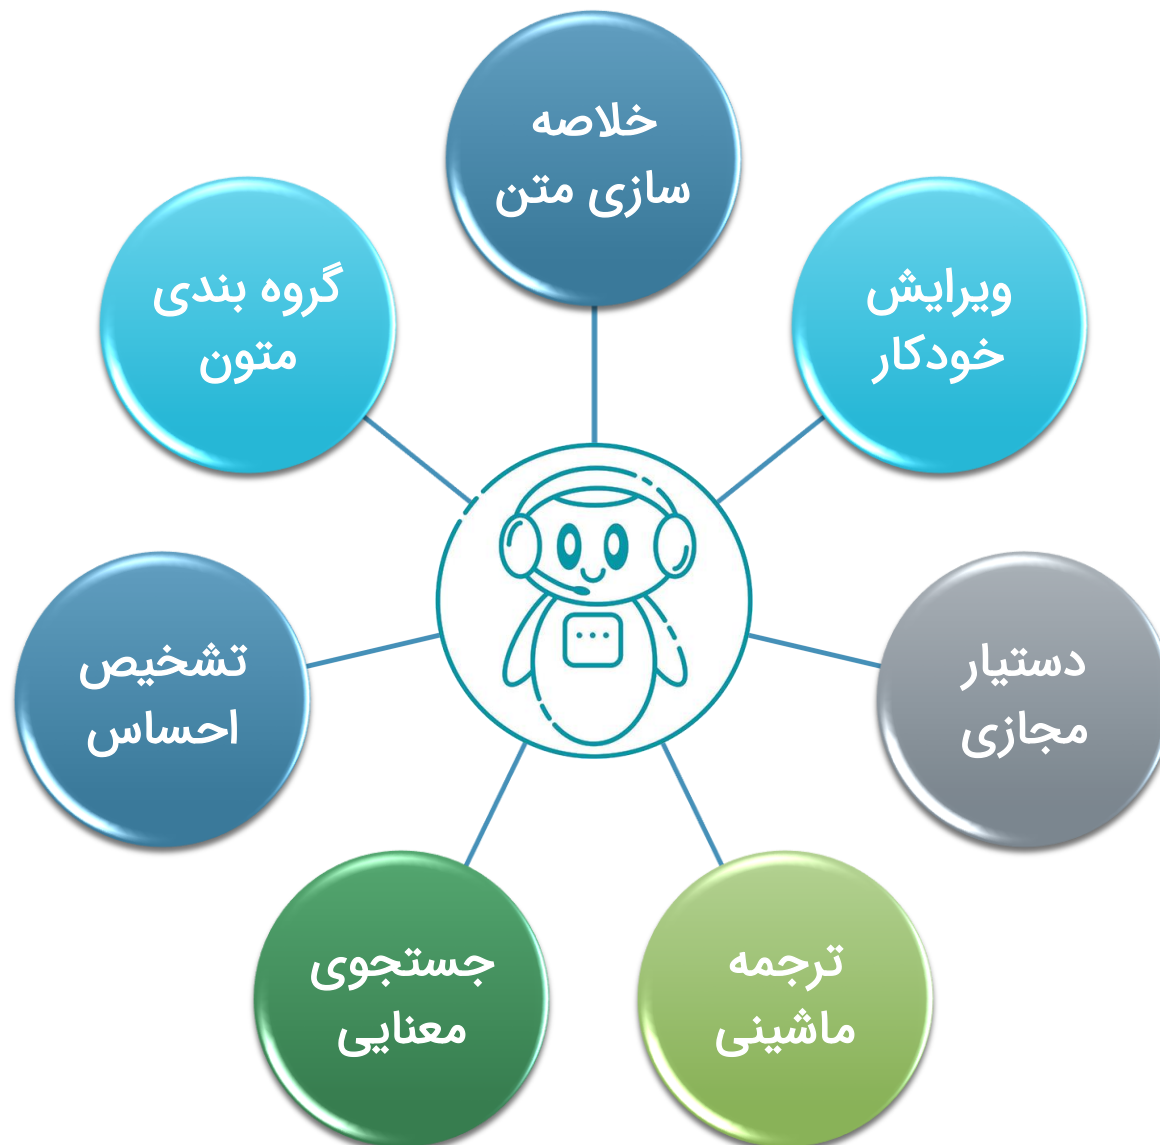 خلاصه
سازی متن
ویرایش
خودکار
دستیار
مجازی
ترجمه
ماشینی
جستجوی
معنایی
تشخیص
احساس
گروه بندی
متون